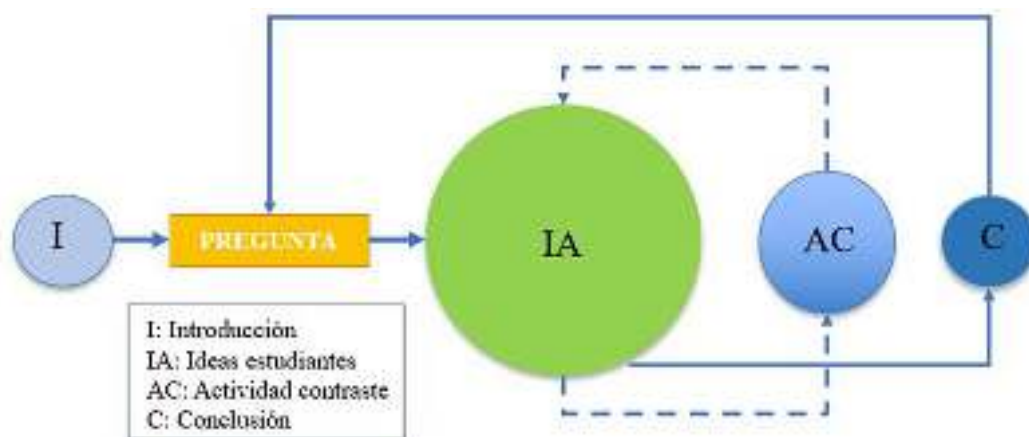 I
PREGUNTA
IA
AC
C
I: Introducción
IA: Ideas estudiantes
AC: Actividad contraste
C: Conclusión